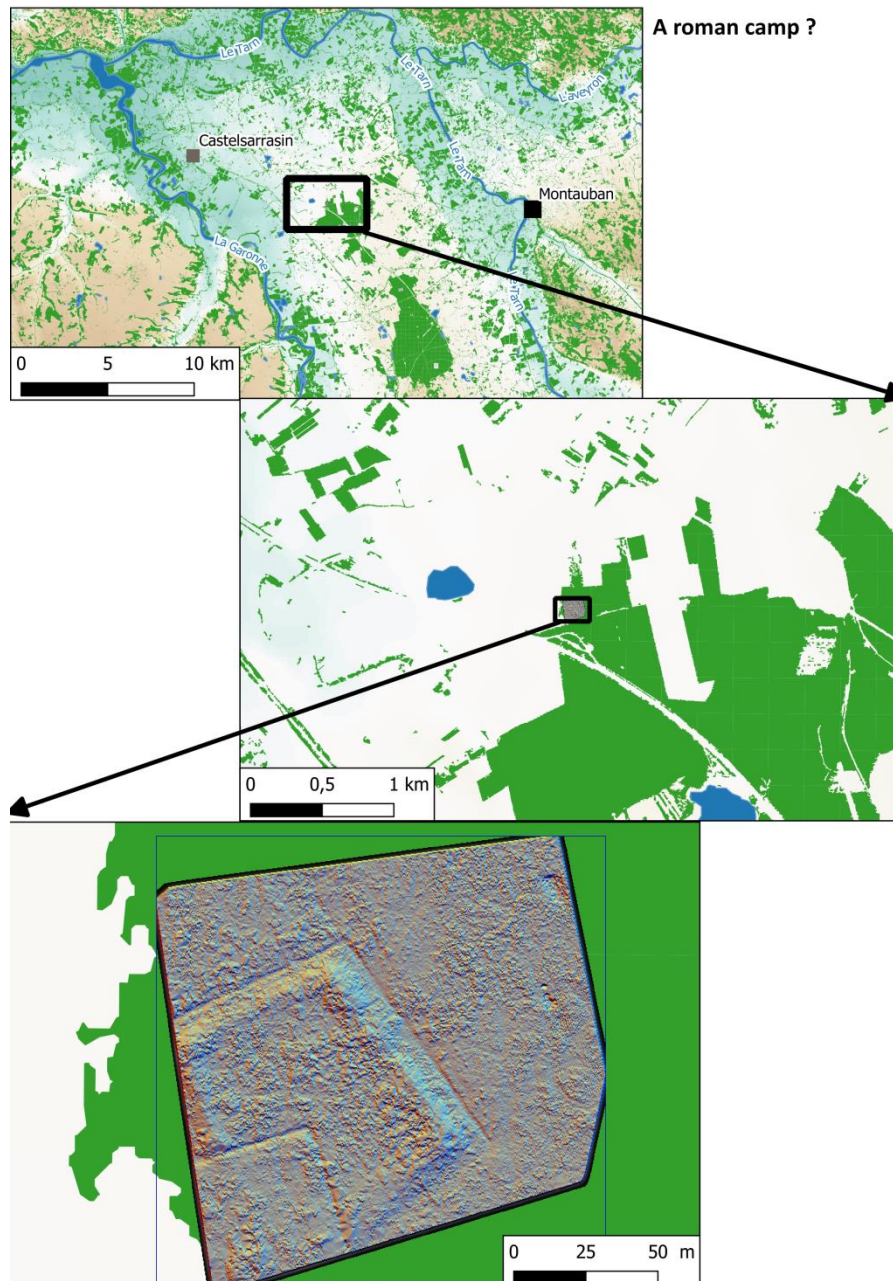 A roman camp ?
Le Tarn
Le Tarn
L'aveyron
Castelsarrasin
Le Tarn
Montauban
La Garonne
Le Tarn
0 5 10 km
0 0,5 1 km
0 25 50 m